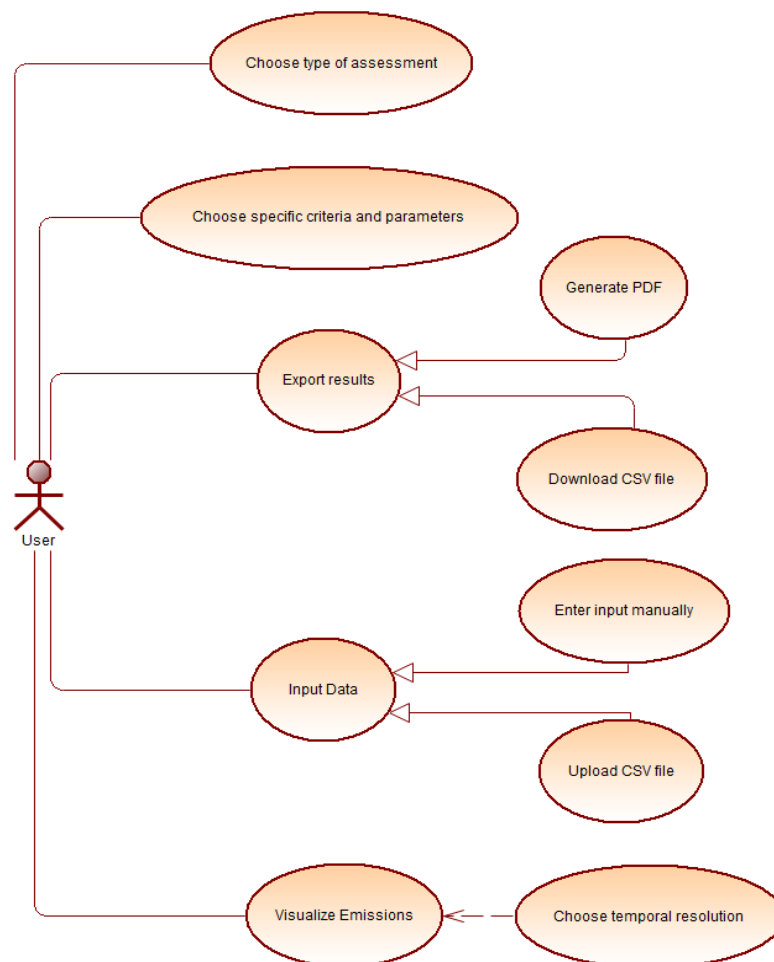 Choose type of assessment
Choose specific criteria and parameters
Generate PDF
Export results
Download CSV file
User
Enter input manually
Input Data
Upload CSV file
Visualize Emissions
Choose temporal resolution